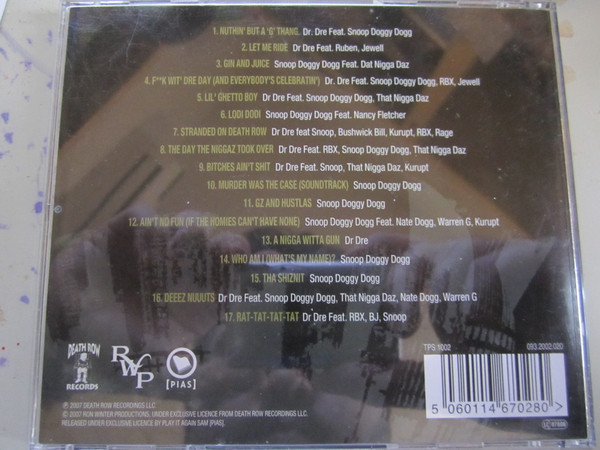 1. NUTHIN' BUT A 'G' THANG. Dr. Dre Feat. Snoop Doggy Dogg
2. LET ME RIDE Dr Dre Feat. Ruben, Jewell
3. GIN AND JUICE Snoop Doggy Dogg Feat. Dat Nigga Daz
4. F**K WIT' DRE DAY (AND EVERYBODY'S CELEBRATIN') Dr. Dre Feat. Snoop Doggy Dogg, RBX, Jewell
5. LIL' GHETTO BOY Dr Dre Feat. Snoop Doggy Dogg, That Nigga Daz
6. LODI DODI Snoop Doggy Dogg Feat. Nancy Fletcher
7. STRANDED ON DEATH ROW Dr Dre feat Snoop, Bushwick Bill, Kurupt, RBX, Rage
8. THE DAY THE NIGGAZ TOOK OVER Dr Dre Feat. RBX, Snoop Doggy Dogg, That Nigga Daz
9. BITCHES AIN'T SHIT Dr Dre Feat. Snoop, That Nigga Daz, Kurupt
10. MURDER WAS THE CASE (SOUNDTRACK) Snoop Doggy Dogg
11. GZ AND HUSTLAS Snoop Doggy Dogg
12. AIN'T NO FUN (IF THE HOMIES CAN'T HAVE NONE) Snoop Doggy Dogg Feat. Nate Dogg, Warren G, Kurupt
13. A NIGGA WITTA GUN Dr Dre
14. WHO AM I (WHAT'S MY NAME)? Snoop Doggy Dogg
15. THA SHIZNIT Snoop Doggy Dogg
16. DEEEZ NUUUTS Dr Dre Feat. Snoop Doggy Dogg, That Nigga Daz, Nate Dogg, Warren G
17. RAT-TAT-TAT-TAT Dr Dre Feat. RBX, BJ, Snoop
TPS 1002 093.2002.020
DEATH ROW
RECORDS
RWP
[PIAS]
℗ 2007 DEATH ROW RECORDINGS LLC.
© 2007 RON WINTER PRODUCTIONS, UNDER EXCLUSIVE LICENCE FROM DEATH ROW RECORDINGS LLC.
RELEASED UNDER EXCLUSIVE LICENCE BY PLAY IT AGAIN SAM [PIAS].
5 060114 670280 >